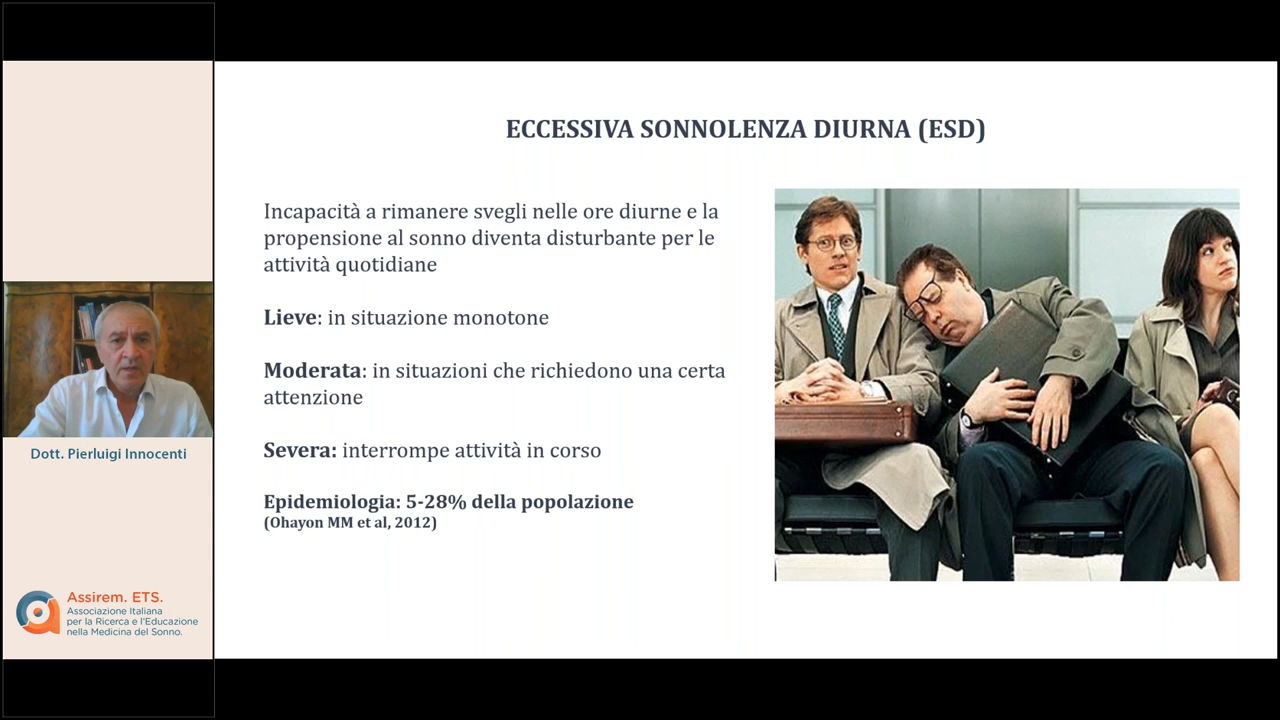 ECCESSIVA SONNOLENZA DIURNA (ESD)
Incapacità a rimanere svegli nelle ore diurne e la
propensione al sonno diventa disturbante per le
attività quotidiane
Lieve: in situazione monotone
Moderata: in situazioni che richiedono una certa
attenzione
Severa: interrompe attività in corso
Epidemiologia: 5-28% della popolazione
(Ohayon MM et al, 2012)
Dott. Pierluigi Innocenti
Assirem. ETS.
Associazione Italiana
per la Ricerca e l'Educazione
nella Medicina del Sonno.